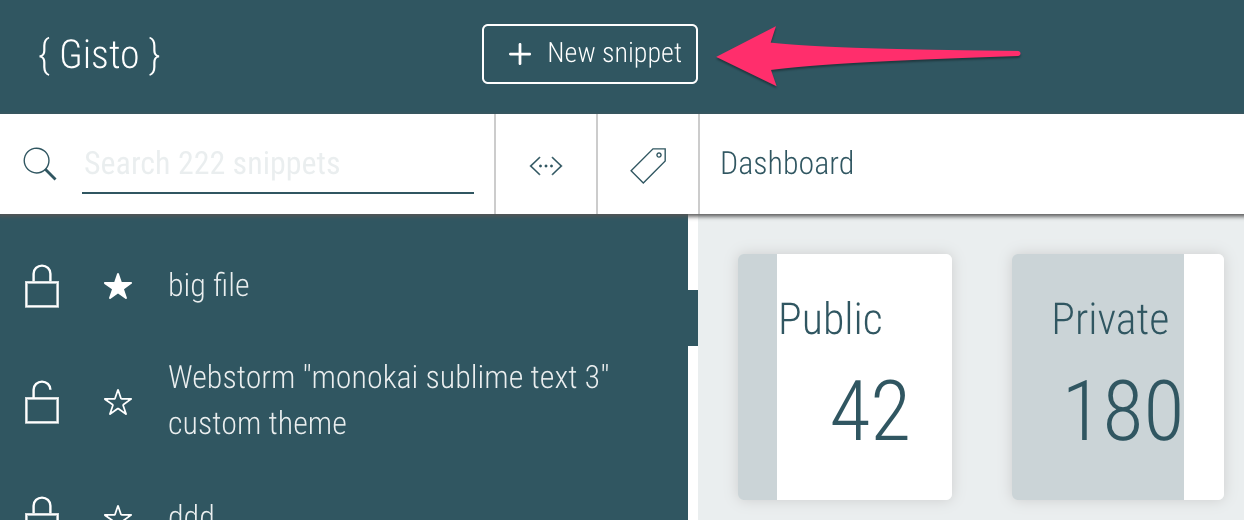 { Gisto }
+ New snippet
Search 222 snippets
Dashboard
big file
Webstorm "monokai sublime text 3"
custom theme
ddd
Public
42
Private
180